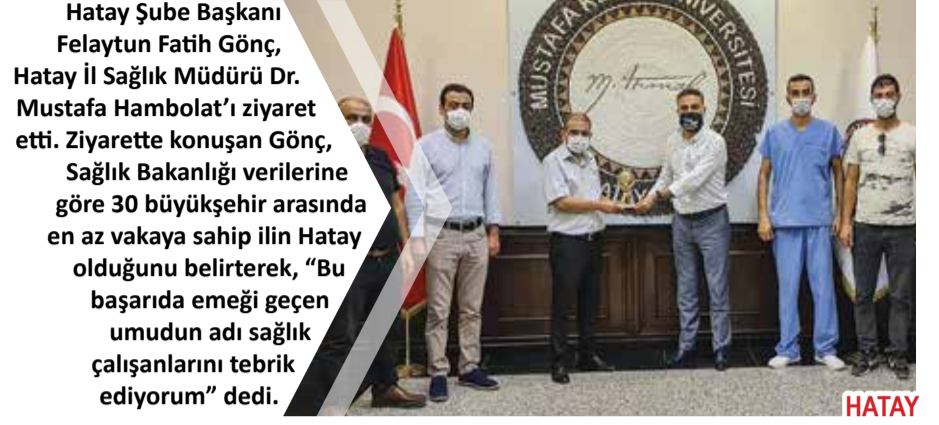 Hatay Şube Başkanı
Felaytun Fatih Gönç,
Hatay İl Sağlık Müdürü Dr.
Mustafa Hambolat’ı ziyaret
etti. Ziyarette konuşan Gönç,
Sağlık Bakanlığı verilerine
göre 30 büyükşehir arasında
en az vakaya sahip ilin Hatay
olduğunu belirterek, “Bu
başarıda emeği geçen
umudun adı sağlık
çalışanlarını tebrik
ediyorum” dedi.
MUSTAFA K
ÜNİVERSİTESİ
HATAY